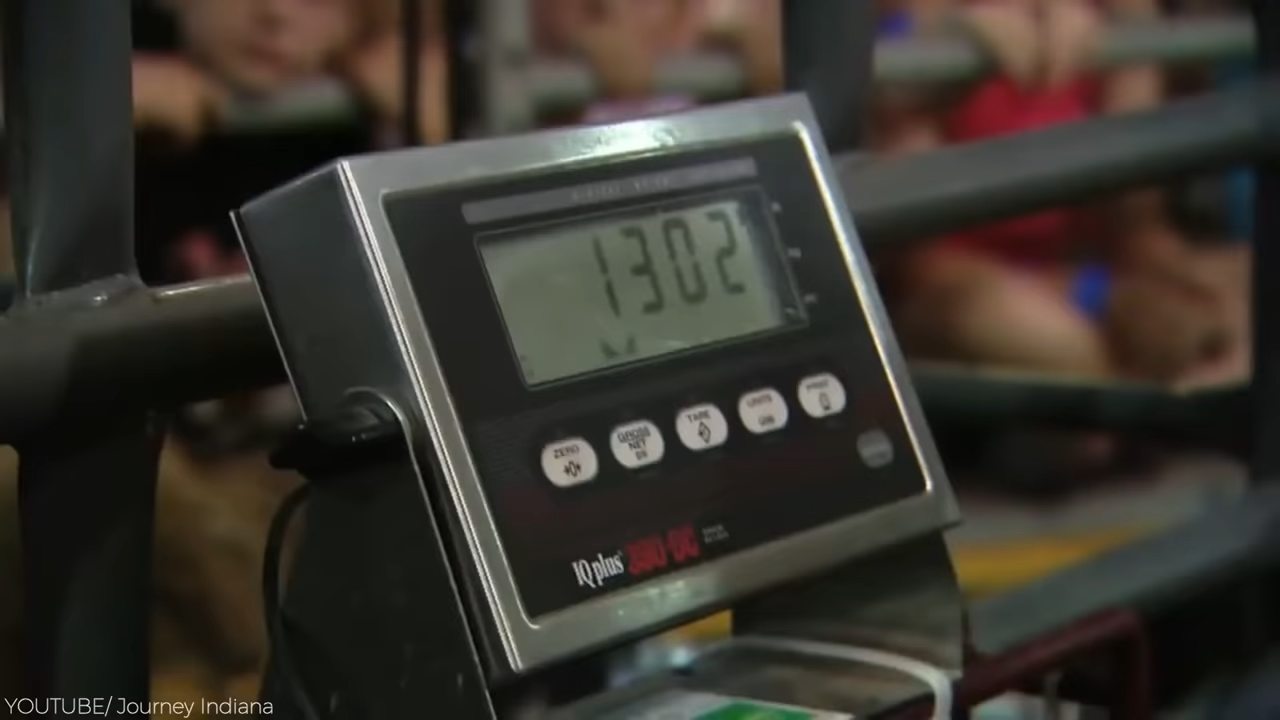 1302
ZERO
GROSS
NET
TARE
UNITS
PRINT
IQ plus
YOUTUBE/ Journey Indiana